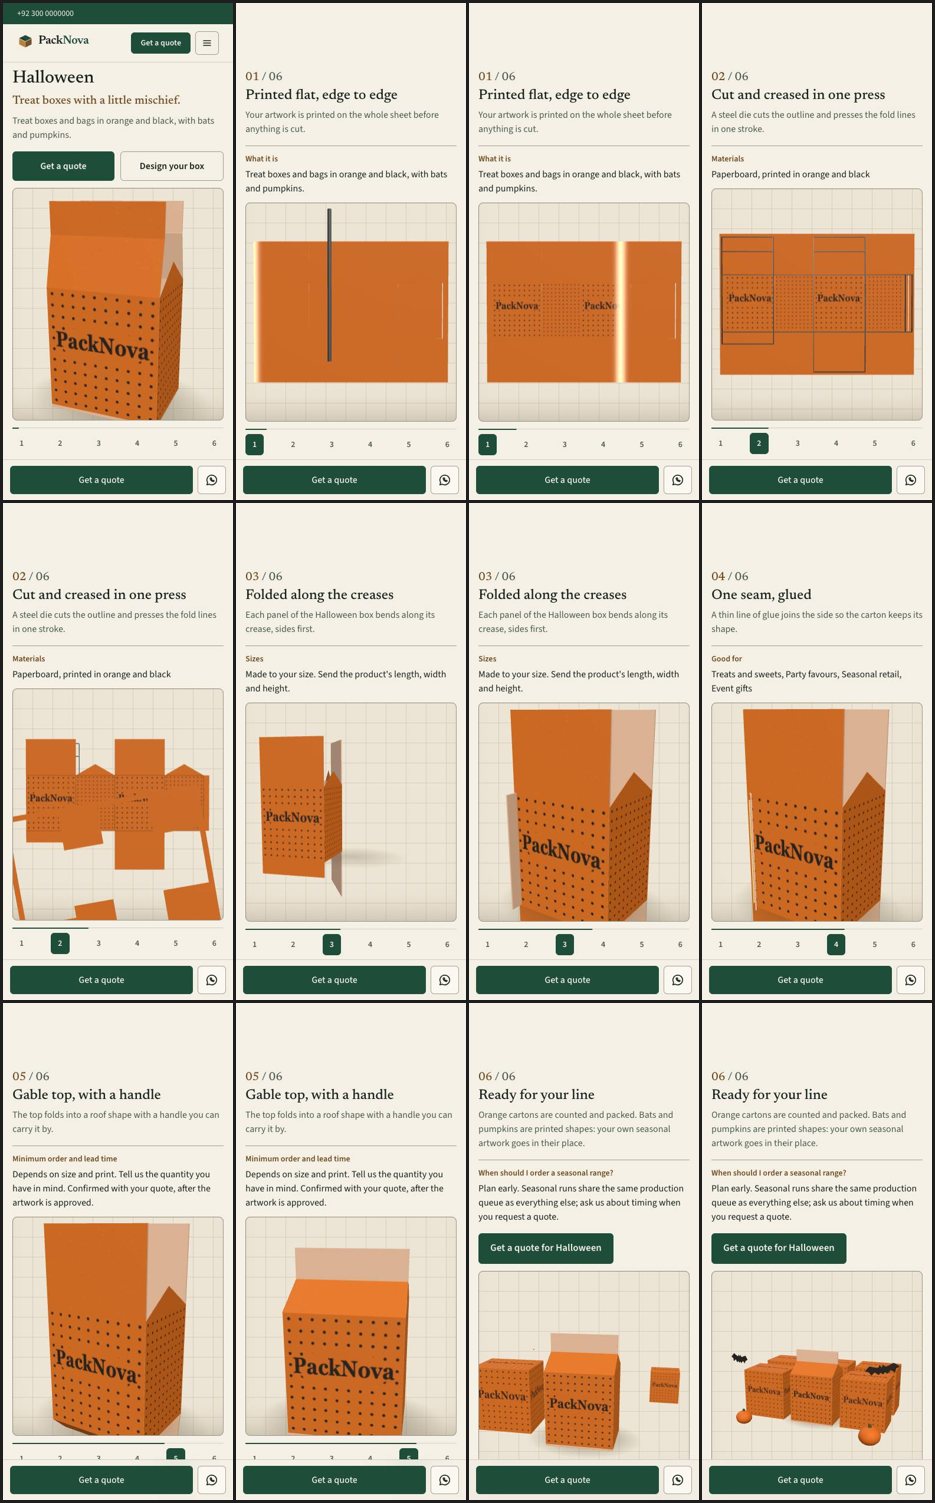 +92 300 0000000
PackNova
Get a quote
Halloween
Treat boxes with a little mischief.
Treat boxes and bags in orange and black, with bats
and pumpkins.
Get a quote
Design your box
PackNova
1 2 3 4 5 6
Get a quote
01 / 06
Printed flat, edge to edge
Your artwork is printed on the whole sheet before
anything is cut.
What it is
Treat boxes and bags in orange and black, with bats
and pumpkins.
1 2 3 4 5 6
Get a quote
01 / 06
Printed flat, edge to edge
Your artwork is printed on the whole sheet before
anything is cut.
What it is
Treat boxes and bags in orange and black, with bats
and pumpkins.
PackNova PackNo
1 2 3 4 5 6
Get a quote
02 / 06
Cut and creased in one press
A steel die cuts the outline and presses the fold lines
in one stroke.
Materials
Paperboard, printed in orange and black
PackNova PackNova
1 2 3 4 5 6
Get a quote
02 / 06
Cut and creased in one press
A steel die cuts the outline and presses the fold lines
in one stroke.
Materials
Paperboard, printed in orange and black
PackNova
1 2 3 4 5 6
Get a quote
03 / 06
Folded along the creases
Each panel of the Halloween box bends along its
crease, sides first.
Sizes
Made to your size. Send the product's length, width
and height.
PackNova
1 2 3 4 5 6
Get a quote
03 / 06
Folded along the creases
Each panel of the Halloween box bends along its
crease, sides first.
Sizes
Made to your size. Send the product's length, width
and height.
PackNova
1 2 3 4 5 6
Get a quote
04 / 06
One seam, glued
A thin line of glue joins the side so the carton keeps its
shape.
Good for
Treats and sweets, Party favours, Seasonal retail,
Event gifts
PackNova
1 2 3 4 5 6
Get a quote
05 / 06
Gable top, with a handle
The top folds into a roof shape with a handle you can
carry it by.
Minimum order and lead time
Depends on size and print. Tell us the quantity you
have in mind. Confirmed with your quote, after the
artwork is approved.
PackNova
1 2 3 4 5 6
Get a quote
05 / 06
Gable top, with a handle
The top folds into a roof shape with a handle you can
carry it by.
Minimum order and lead time
Depends on size and print. Tell us the quantity you
have in mind. Confirmed with your quote, after the
artwork is approved.
PackNova
1 2 3 4 5 6
Get a quote
06 / 06
Ready for your line
Orange cartons are counted and packed. Bats and
pumpkins are printed shapes: your own seasonal
artwork goes in their place.
When should I order a seasonal range?
Plan early. Seasonal runs share the same production
queue as everything else; ask us about timing when
you request a quote.
Get a quote for Halloween
PackNova
PackNova
PackNova
Get a quote
06 / 06
Ready for your line
Orange cartons are counted and packed. Bats and
pumpkins are printed shapes: your own seasonal
artwork goes in their place.
When should I order a seasonal range?
Plan early. Seasonal runs share the same production
queue as everything else; ask us about timing when
you request a quote.
Get a quote for Halloween
PackNova
PackNova
PackNova
Get a quote